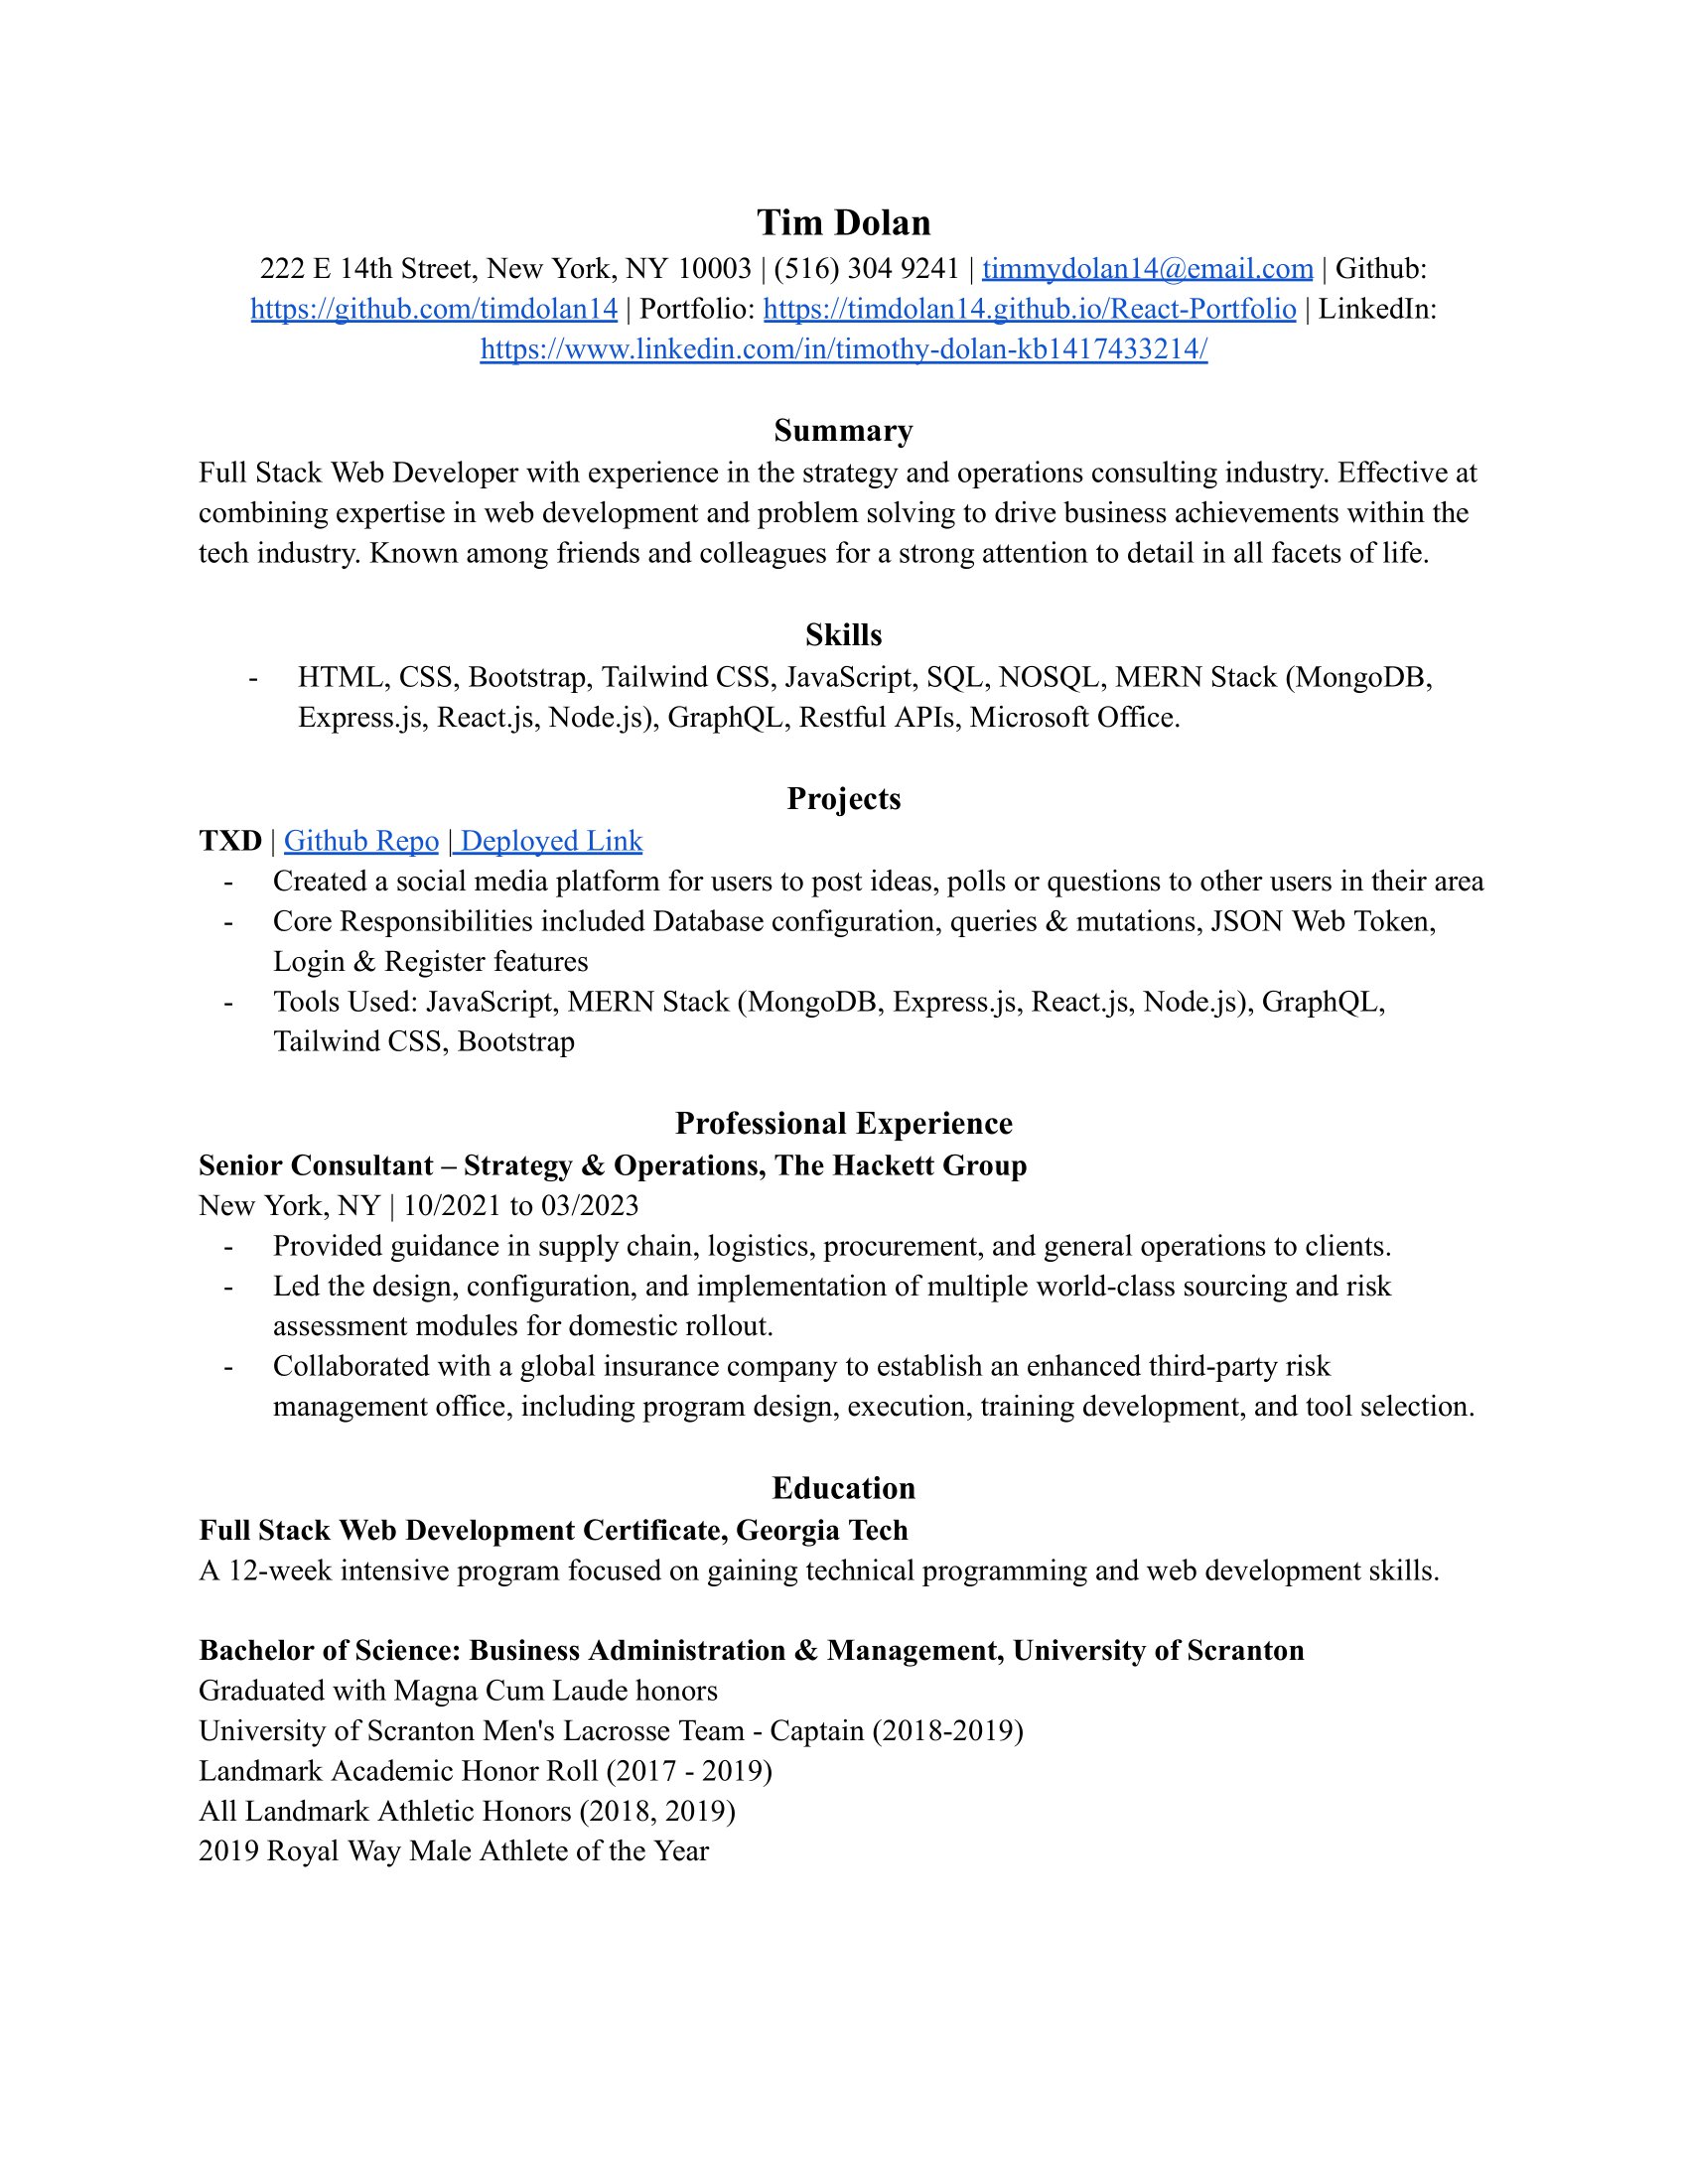 Tim Dolan
222 E 14th Street, New York, NY 10003 | (516) 304 9241 | timmydolan14@email.com | Github:
https://github.com/timdolan14 | Portfolio: https://timdolan14.github.io/React-Portfolio | LinkedIn:
https://www.linkedin.com/in/timothy-dolan-kb1417433214/
Summary
Full Stack Web Developer with experience in the strategy and operations consulting industry. Effective at
combining expertise in web development and problem solving to drive business achievements within the
tech industry. Known among friends and colleagues for a strong attention to detail in all facets of life.
Skills
- HTML, CSS, Bootstrap, Tailwind CSS, JavaScript, SQL, NOSQL, MERN Stack (MongoDB,
Express.js, React.js, Node.js), GraphQL, Restful APIs, Microsoft Office.
Projects
TXD | Github Repo | Deployed Link
- Created a social media platform for users to post ideas, polls or questions to other users in their area
- Core Responsibilities included Database configuration, queries & mutations, JSON Web Token,
Login & Register features
- Tools Used: JavaScript, MERN Stack (MongoDB, Express.js, React.js, Node.js), GraphQL,
Tailwind CSS, Bootstrap
Professional Experience
Senior Consultant – Strategy & Operations, The Hackett Group
New York, NY | 10/2021 to 03/2023
- Provided guidance in supply chain, logistics, procurement, and general operations to clients.
- Led the design, configuration, and implementation of multiple world-class sourcing and risk
assessment modules for domestic rollout.
- Collaborated with a global insurance company to establish an enhanced third-party risk
management office, including program design, execution, training development, and tool selection.
Education
Full Stack Web Development Certificate, Georgia Tech
A 12-week intensive program focused on gaining technical programming and web development skills.
Bachelor of Science: Business Administration & Management, University of Scranton
Graduated with Magna Cum Laude honors
University of Scranton Men's Lacrosse Team - Captain (2018-2019)
Landmark Academic Honor Roll (2017 - 2019)
All Landmark Athletic Honors (2018, 2019)
2019 Royal Way Male Athlete of the Year